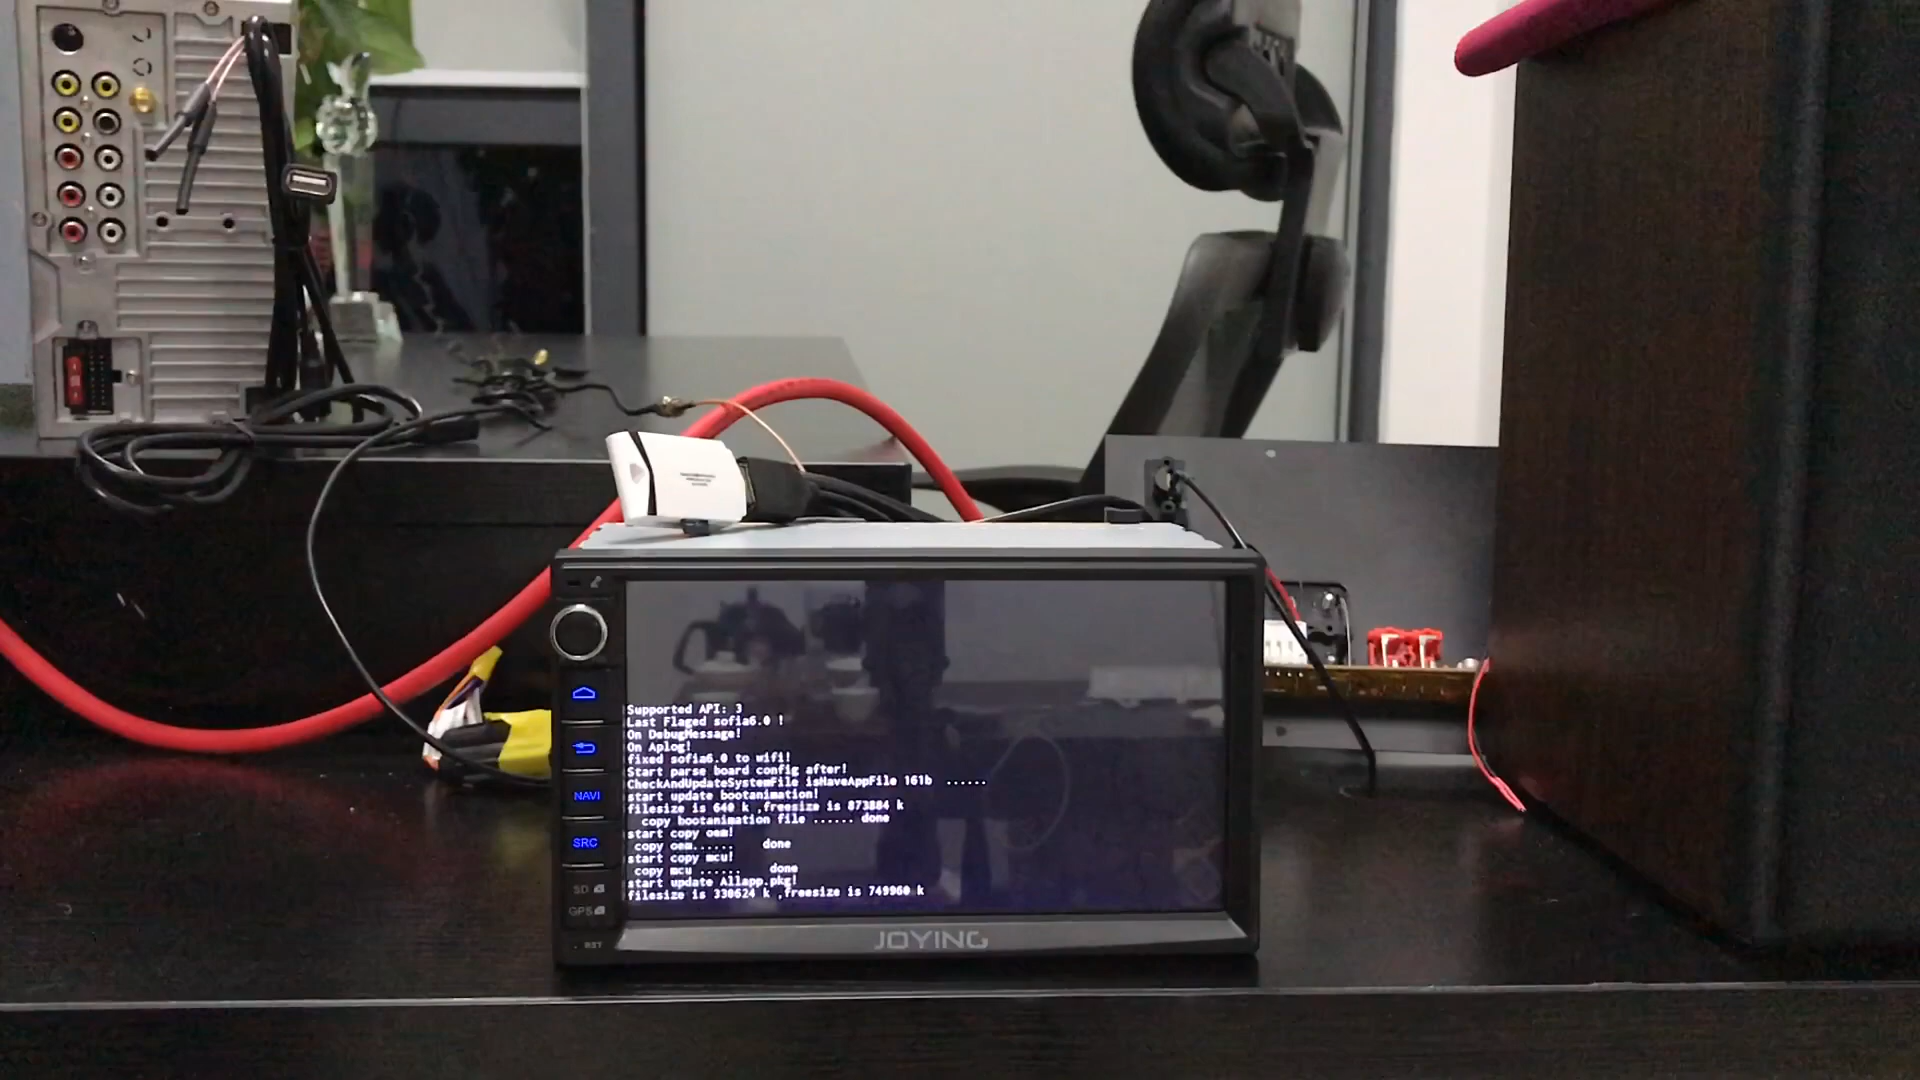 Supported API: 3
Last Flaged sofia6.0 !
On DebugMessage!
On Aplog!
fixed sofia6.0 to wifi!
Start parse board config after!
CheckAndUpdateSystemFile isHaveAppFile 161b ......
start update bootanimation!
filesize is 640 k ,freesize is 873884 k
copy bootanimation file ...... done
start copy oem!
copy oem...... done
start copy mcu!
copy mcu ...... done
start update Allapp.pkg!
filesize is 330624 k ,freesize is 749960 k
NAVI
SRC
SD
GPS
RST
JOYING